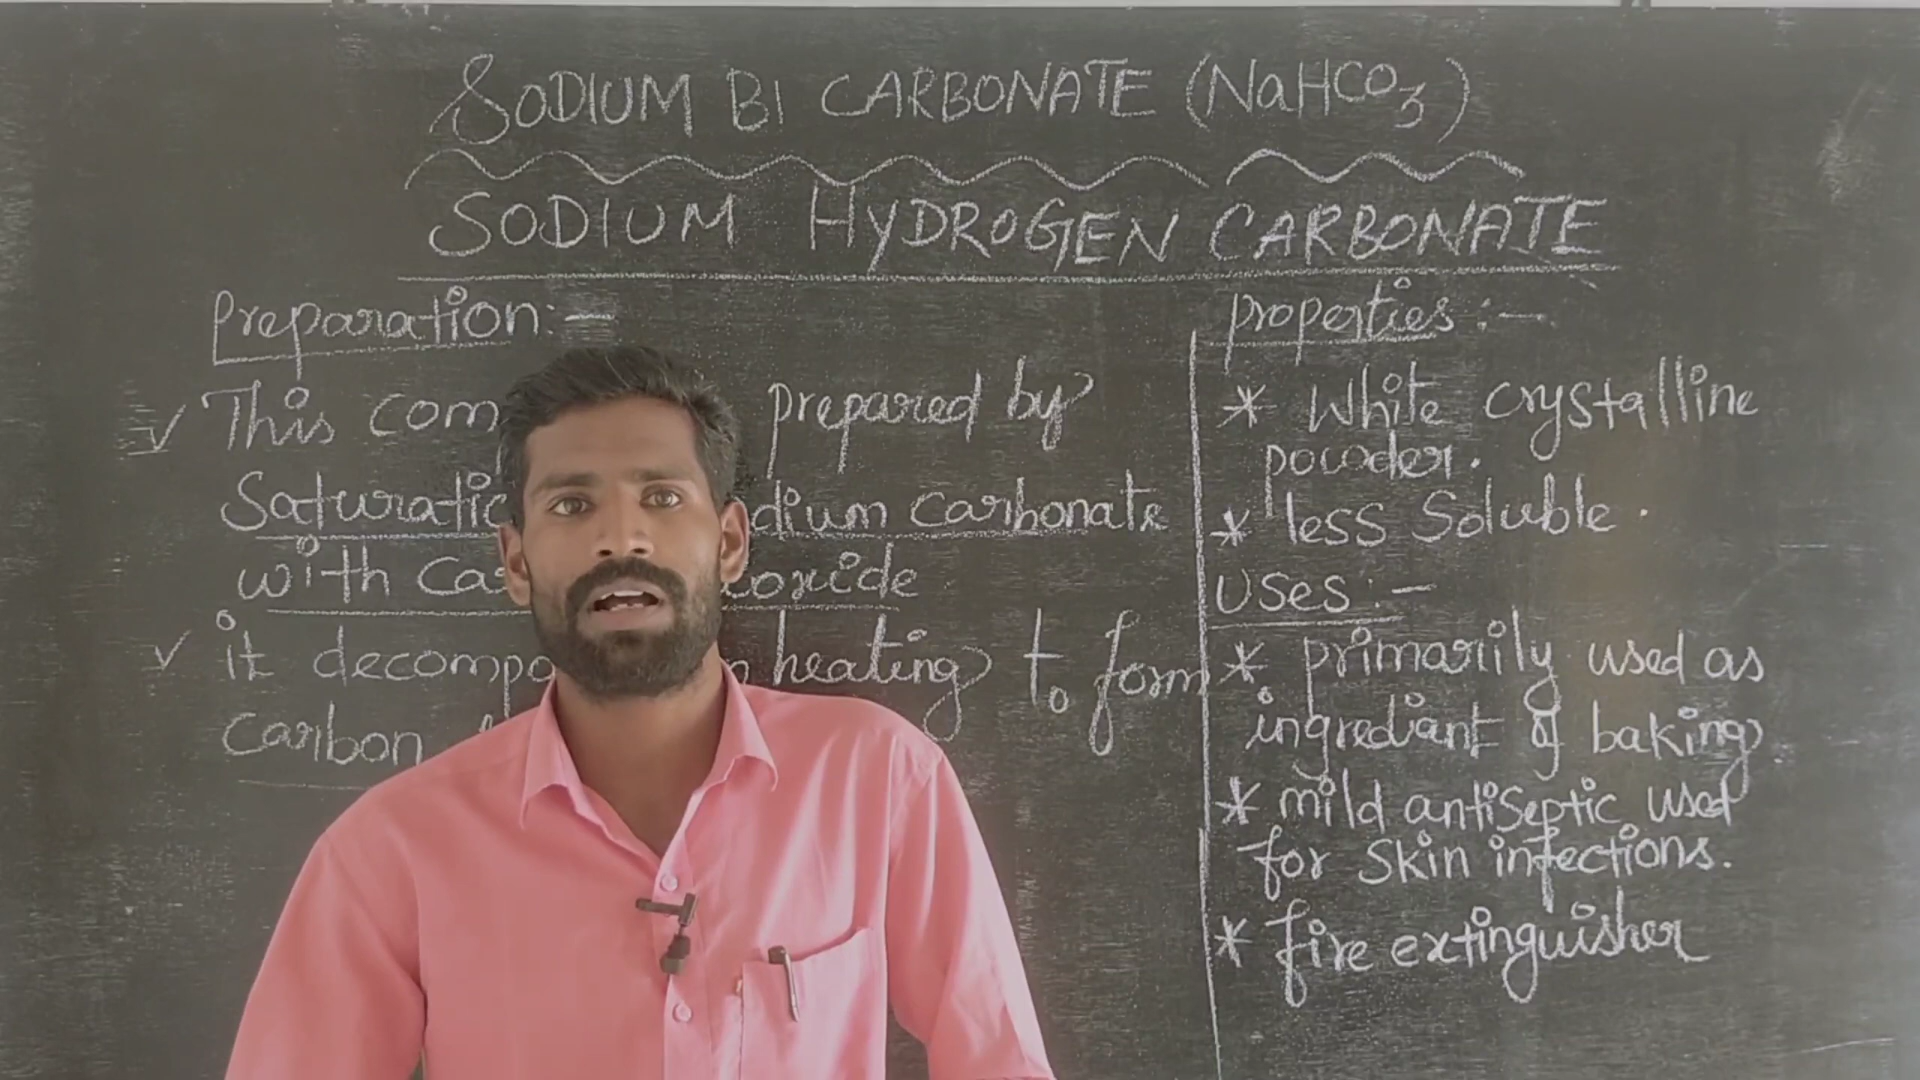 SODIUM BI CARBONATE (NaHCO3)
SODIUM HYDROGEN CARBONATE
Preparation:-
This com prepared by
Saturatio dium carbonate
with Ca oxide
it decompo n heating to form
Carbon
properties:-
* White crystalline
powder.
* less Soluble.
Uses:-
* primarily used as
ingrediant of baking
* mild antiseptic used
for skin infections.
* fire extinguisher